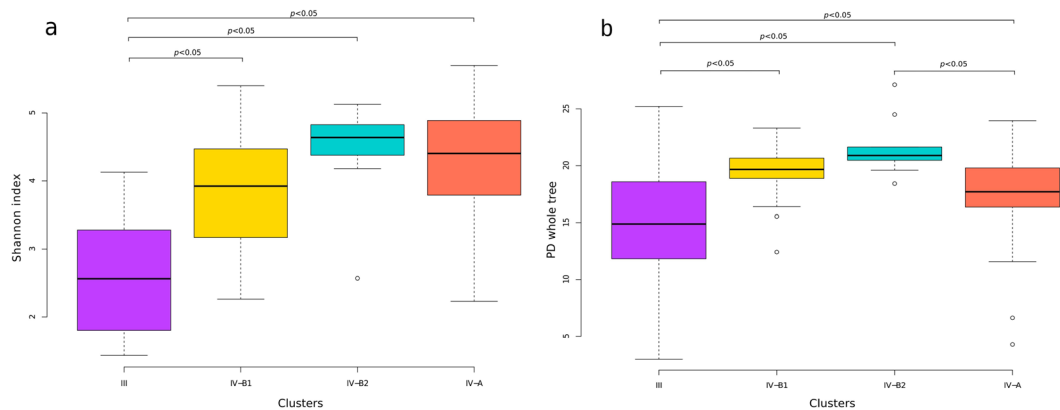 a
p<0.05
p<0.05
p<0.05
Shannon index
5
4
3
2
III
IV−B1
IV−B2
IV−A
Clusters
b
p<0.05
p<0.05
p<0.05
p<0.05
PD whole tree
25
20
15
10
5
III
IV−B1
IV−B2
IV−A
Clusters